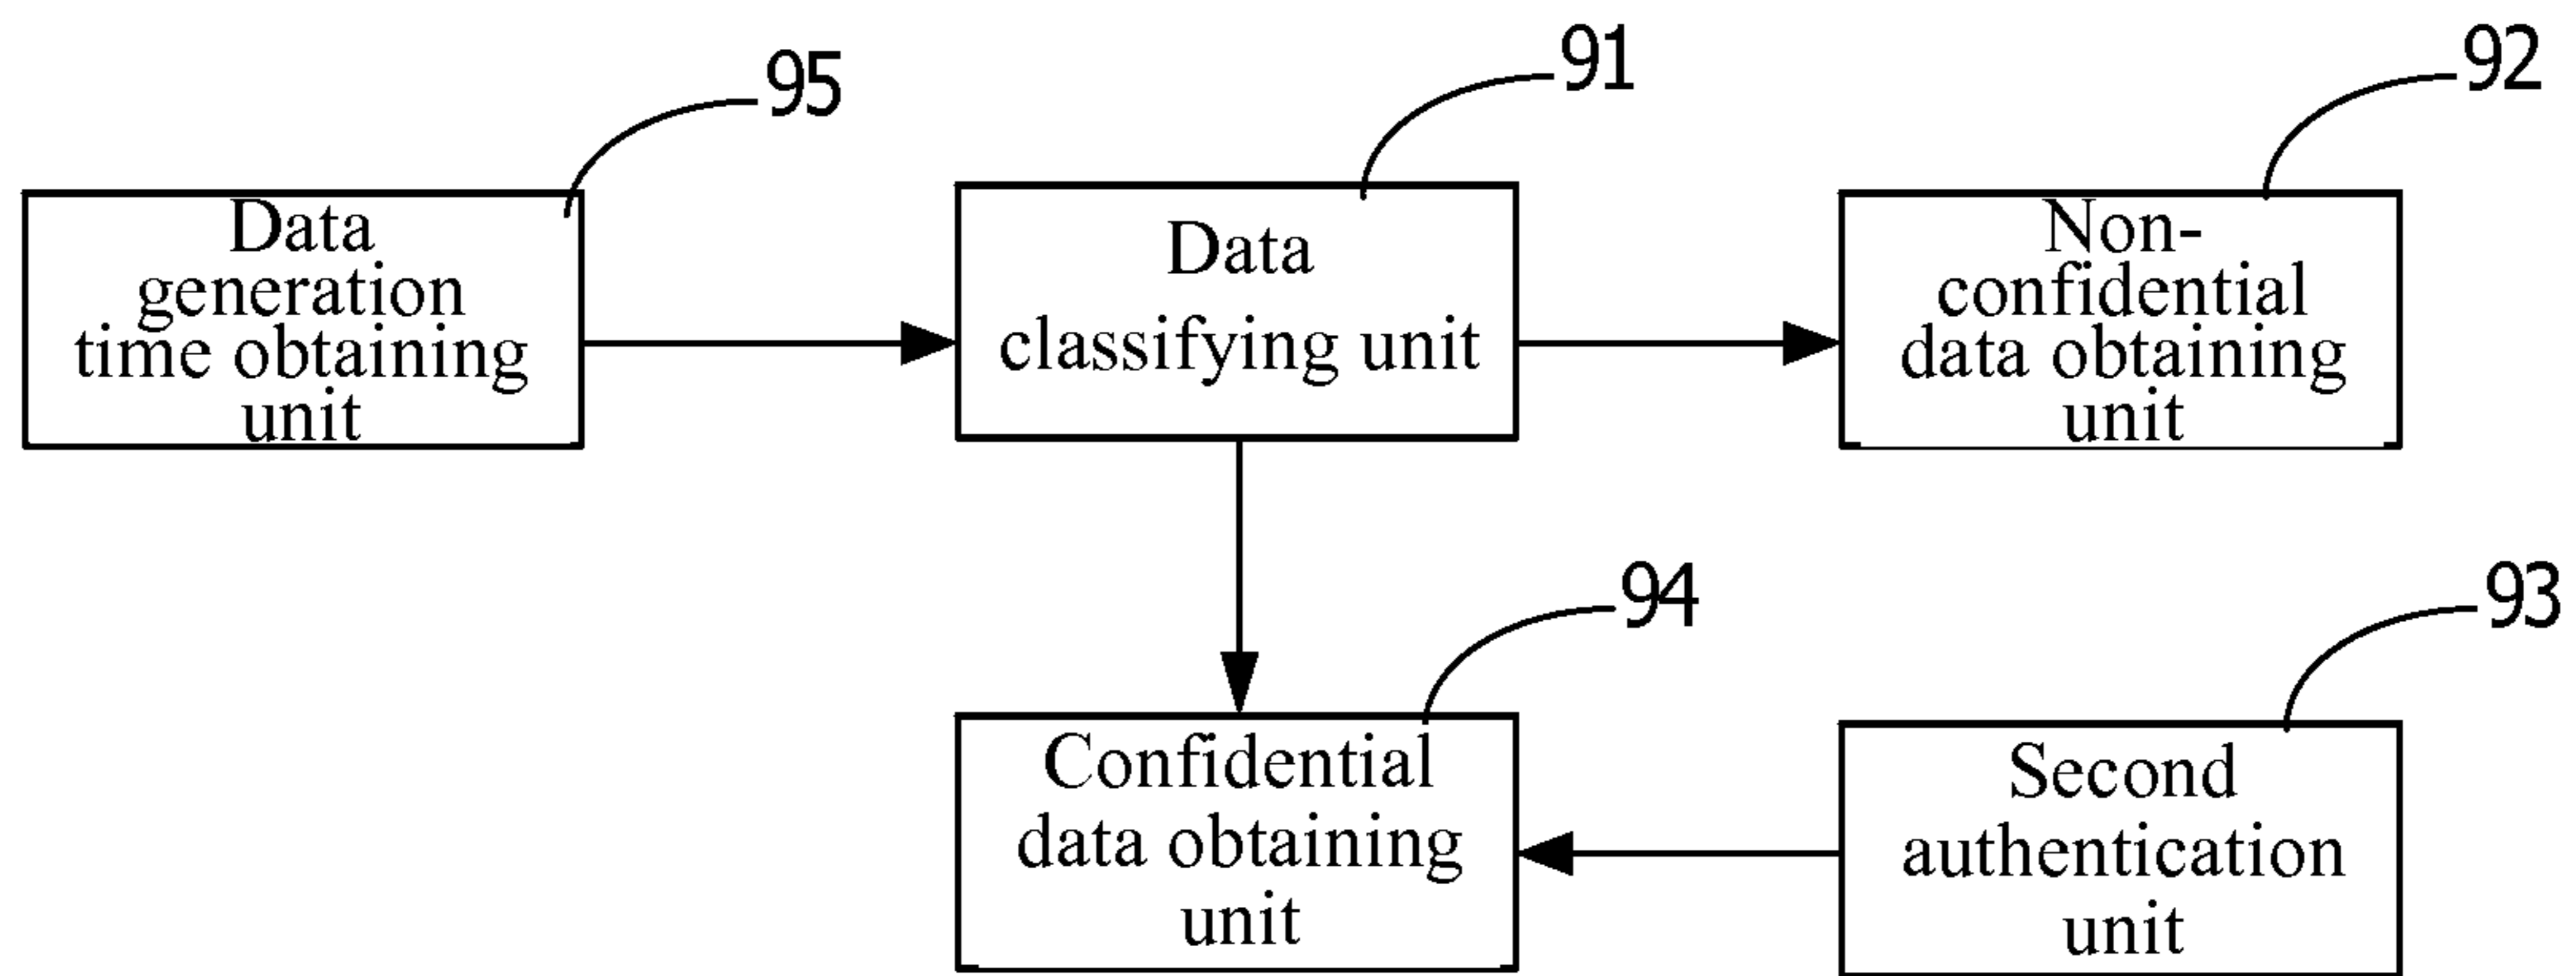 95
91
92
Data
generation
time obtaining
unit
Data
classifying unit
Non-
confidential
data obtaining
unit
94
93
Confidential
data obtaining
unit
Second
authentication
unit